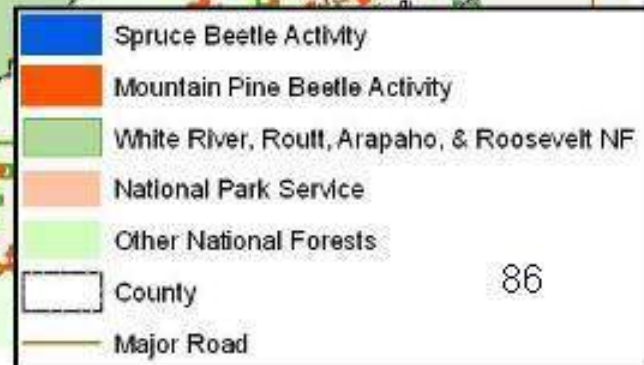 Spruce Beetle Activity
Mountain Pine Beetle Activity
White River, Routt, Arapaho, & Roosevelt NF
National Park Service
Other National Forests
County
86
Major Road